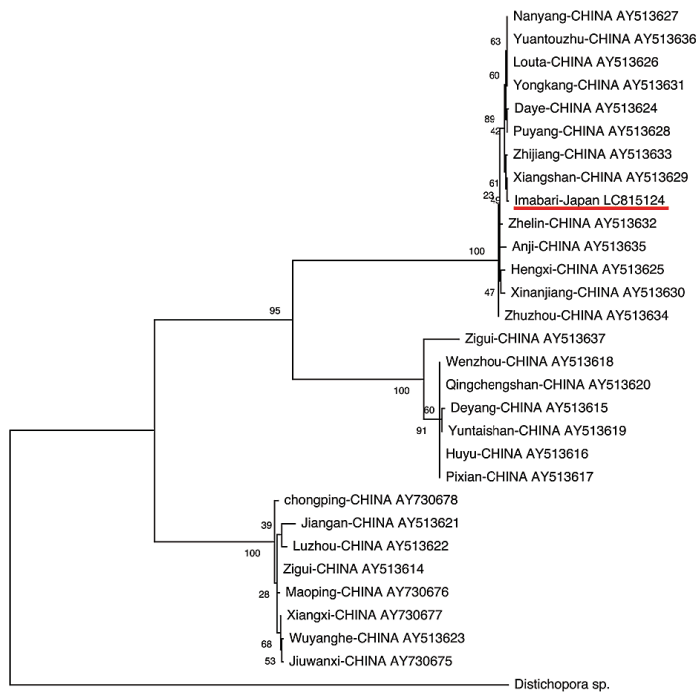 Nanyang-CHINA AY513627
63
Yuantouzhu-CHINA AY513636
Louta-CHINA AY513626
60
Yongkang-CHINA AY513631
Daye-CHINA AY513624
89
42
Puyang-CHINA AY513628
Zhijiang-CHINA AY513633
Xiangshan-CHINA AY513629
61
23
Imabari-Japan LC815124
Zhelin-CHINA AY513632
Anji-CHINA AY513635
100
Hengxi-CHINA AY513625
47
Xinanjiang-CHINA AY513630
95
Zhuzhou-CHINA AY513634
Zigui-CHINA AY513637
Wenzhou-CHINA AY513618
100
Qingchengshan-CHINA AY513620
60
Deyang-CHINA AY513615
91
Yuntaishan-CHINA AY513619
Huyu-CHINA AY513616
Pixian-CHINA AY513617
chongping-CHINA AY730678
39
Jiangan-CHINA AY513621
100
Luzhou-CHINA AY513622
Zigui-CHINA AY513614
28
Maoping-CHINA AY730676
Xiangxi-CHINA AY730677
68
Wuyanghe-CHINA AY513623
53
Jiuwanxi-CHINA AY730675
Distichopora sp.